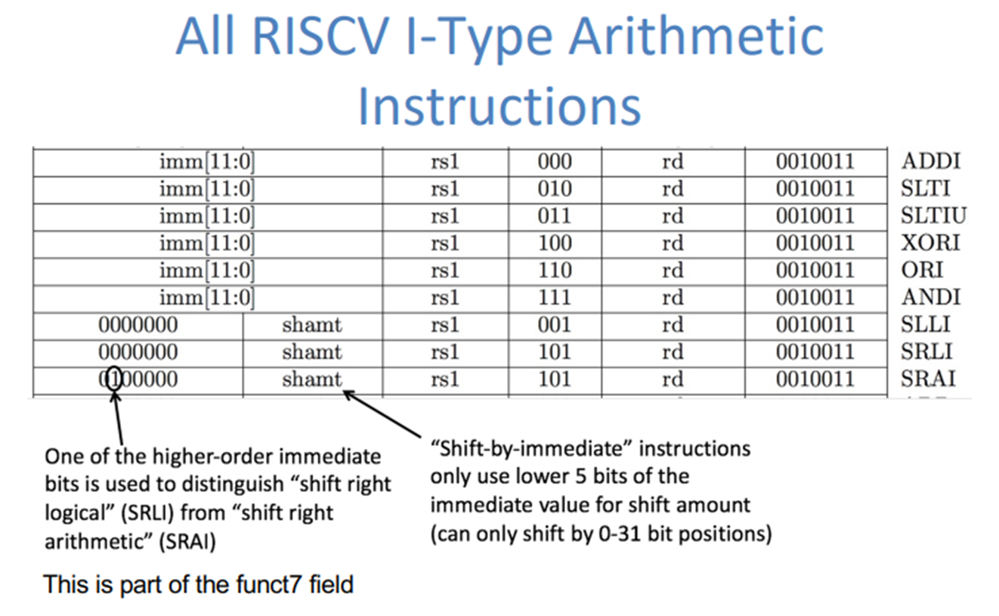 All RISCV I-Type Arithmetic
Instructions
imm[11:0] rs1 000 rd 0010011 ADDI
imm[11:0] rs1 010 rd 0010011 SLTI
imm[11:0] rs1 011 rd 0010011 SLTIU
imm[11:0] rs1 100 rd 0010011 XORI
imm[11:0] rs1 110 rd 0010011 ORI
imm[11:0] rs1 111 rd 0010011 ANDI
0000000 shamt rs1 001 rd 0010011 SLLI
0000000 shamt rs1 101 rd 0010011 SRLI
0100000 shamt rs1 101 rd 0010011 SRAI
One of the higher-order immediate
bits is used to distinguish “shift right
logical” (SRLI) from “shift right
arithmetic” (SRAI)
“Shift-by-immediate” instructions
only use lower 5 bits of the
immediate value for shift amount
(can only shift by 0-31 bit positions)
This is part of the funct7 field